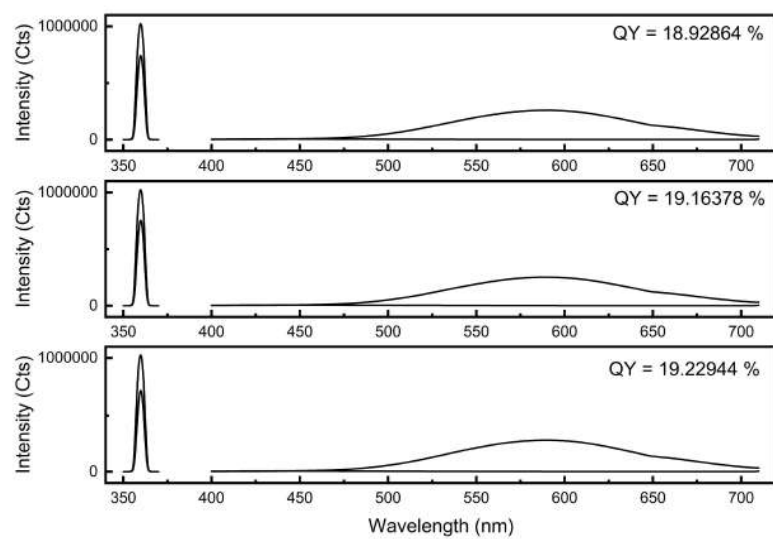 Intensity (Cts)
1000000
0
QY = 18.92864 %
350 400 450 500 550 600 650 700
Intensity (Cts)
1000000
0
QY = 19.16378 %
350 400 450 500 550 600 650 700
Intensity (Cts)
1000000
0
QY = 19.22944 %
350 400 450 500 550 600 650 700
Wavelength (nm)